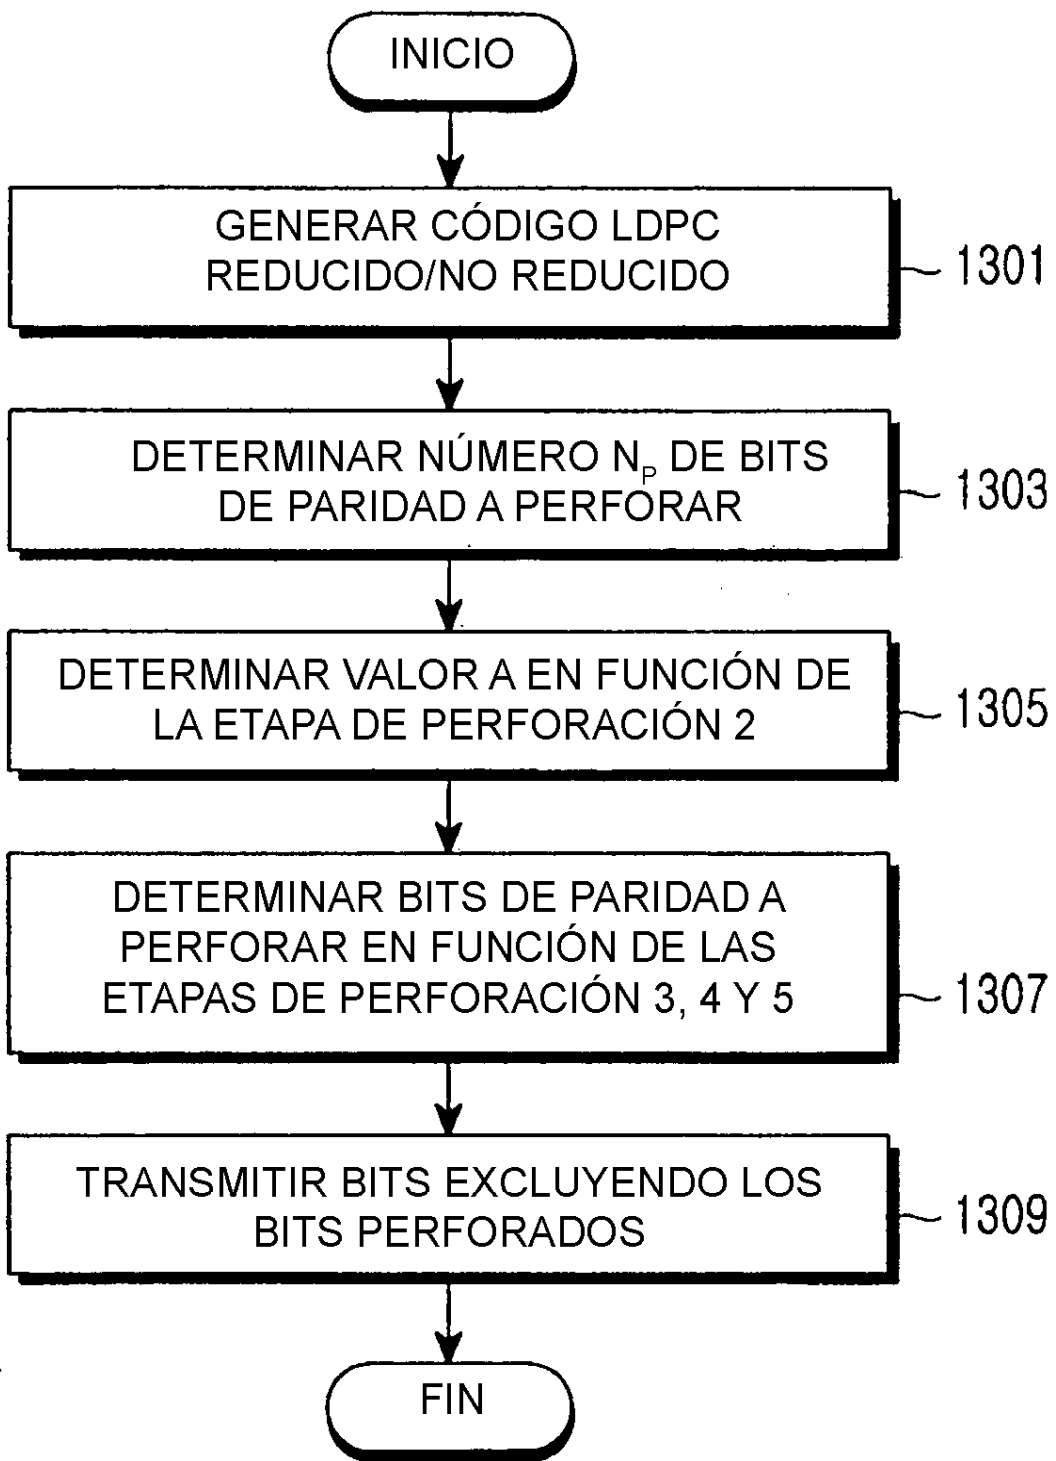 INICIO
GENERAR CÓDIGO LDPC
REDUCIDO/NO REDUCIDO
1301
DETERMINAR NÚMERO N_P DE BITS
DE PARIDAD A PERFORAR
1303
DETERMINAR VALOR A EN FUNCIÓN DE
LA ETAPA DE PERFORACIÓN 2
1305
DETERMINAR BITS DE PARIDAD A
PERFORAR EN FUNCIÓN DE LAS
ETAPAS DE PERFORACIÓN 3, 4 Y 5
1307
TRANSMITIR BITS EXCLUYENDO LOS
BITS PERFORADOS
1309
FIN